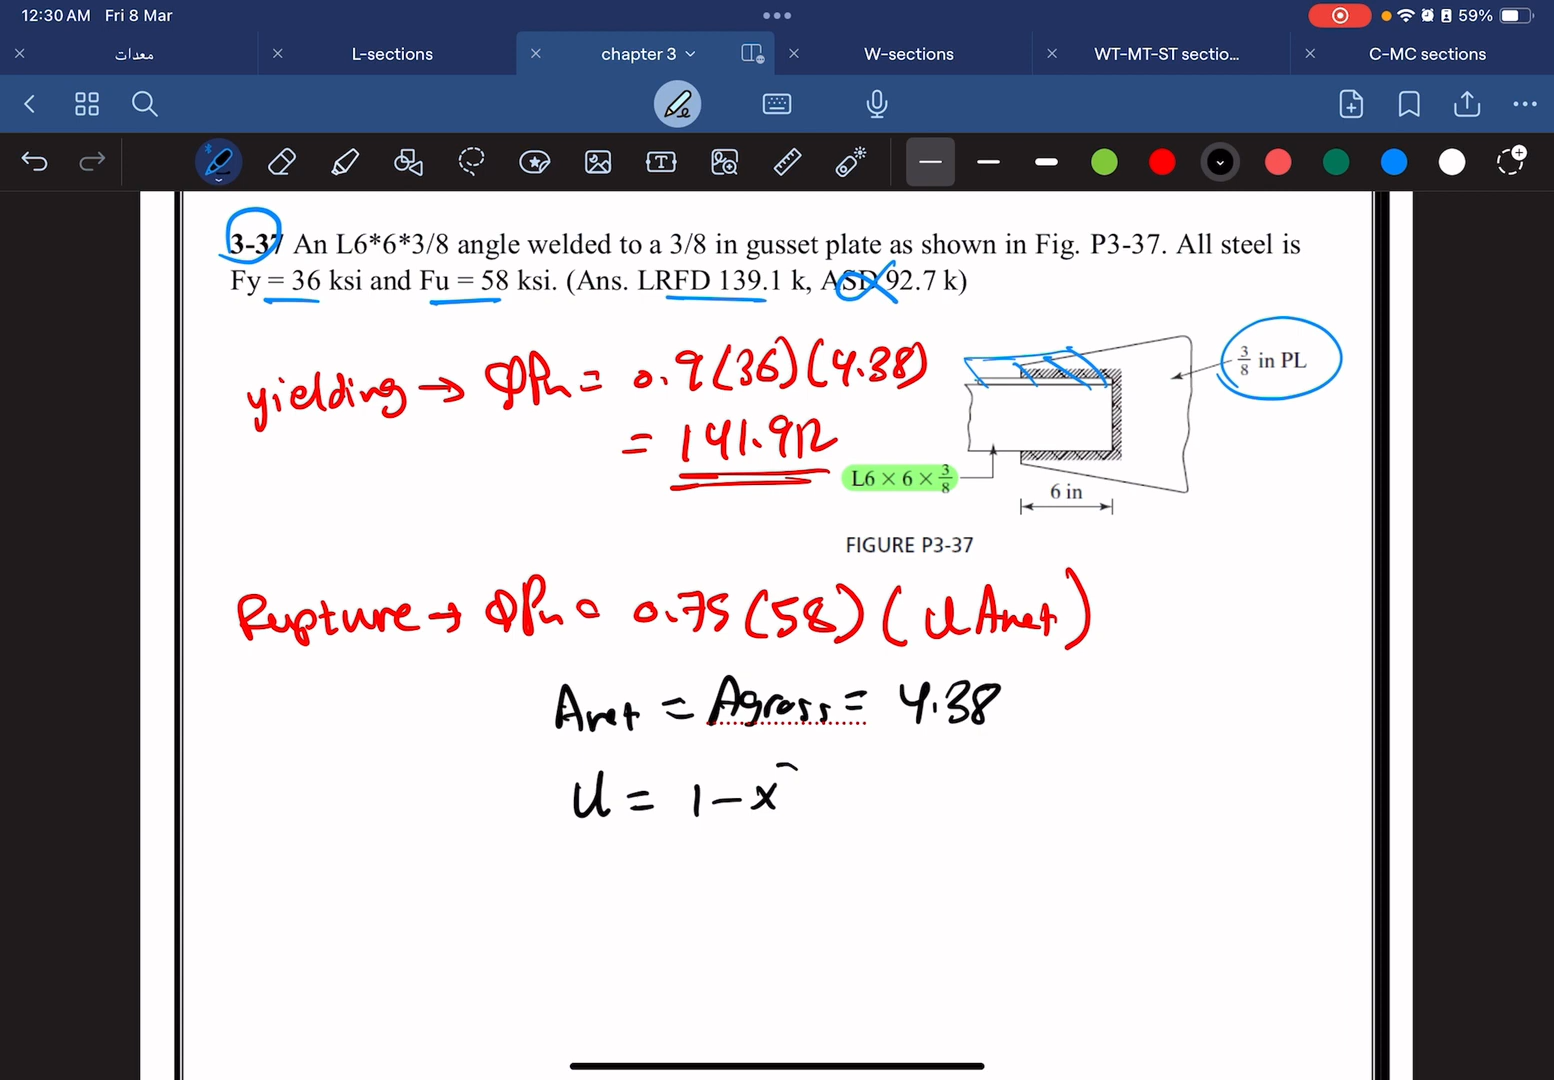 12:30 AM Fri 8 Mar
59%
معدات
L-sections
chapter 3
W-sections
WT-MT-ST sectio...
C-MC sections
3-37 An L6*6*3/8 angle welded to a 3/8 in gusset plate as shown in Fig. P3-37. All steel is
Fy = 36 ksi and Fu = 58 ksi. (Ans. LRFD 139.1 k, ASD 92.7 k)
yielding → ØPn = 0.9(36)(4.38)
= 141.912
3/8 in PL
L6 × 6 × 3/8
6 in
FIGURE P3-37
Rupture → ØPn = 0.75(58)(U Anet)
Anet = Agross = 4.38
U = 1 - x